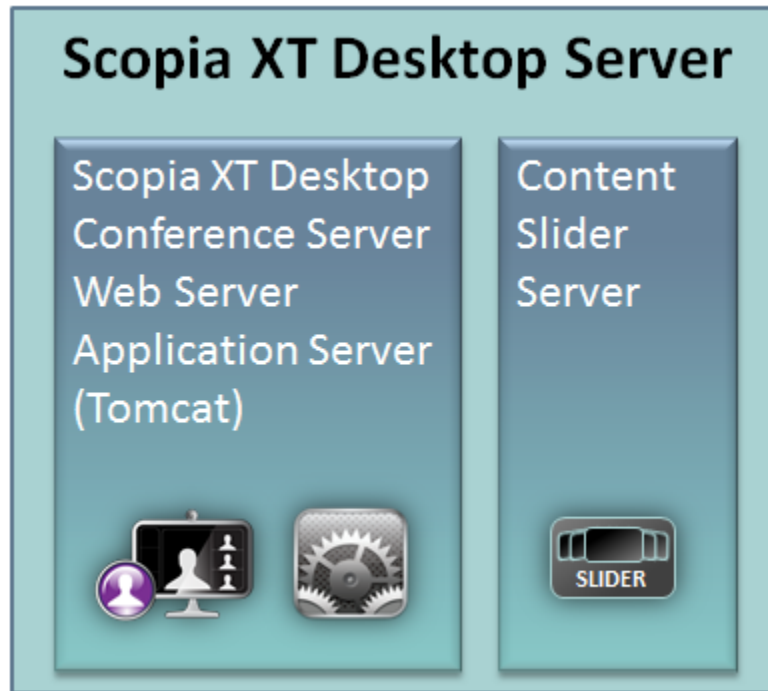 Scopia XT Desktop Server
Scopia XT Desktop
Conference Server
Web Server
Application Server
(Tomcat)
Content
Slider
Server
SLIDER